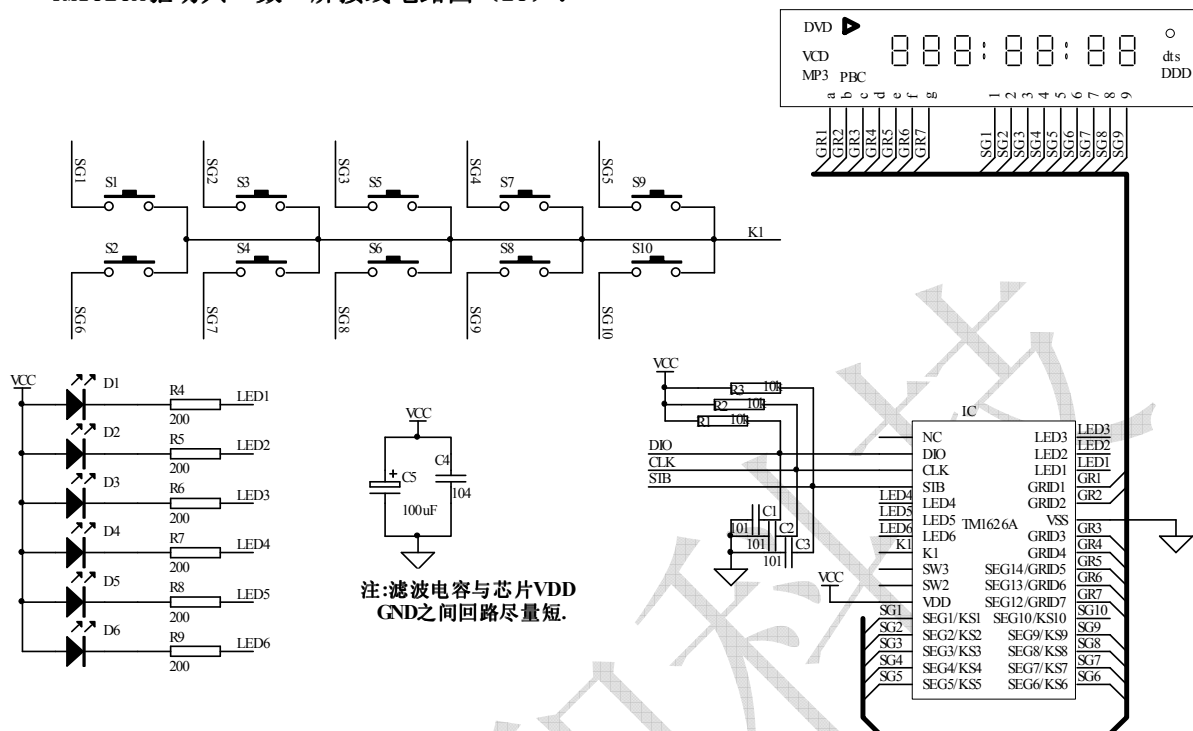 DVD
VCD
MP3 PBC
dts
DDD
a b c d e f g 1 2 3 4 5 6 7 8 9
GR1 GR2 GR3 GR4 GR5 GR6 GR7 SG1 SG2 SG3 SG4 SG5 SG6 SG7 SG8 SG9
SG1 SG2 SG3 SG4 SG5
S1 S3 S5 S7 S9
K1
S2 S4 S6 S8 S10
SG6 SG7 SG8 SG9 SG10
VCC
D1 R4 200 LED1
D2 R5 200 LED2
D3 R6 200 LED3
D4 R7 200 LED4
D5 R8 200 LED5
D6 R9 200 LED6
VCC
+ C5 100uF
C4 104
注:滤波电容与芯片VDD
GND之间回路尽量短.
VCC
R3 10k
R2 10k
R1 10k
DIO
CLK
STB
C1 101
C2 101
C3 101
VCC
IC
TM1626A
NC LED3 LED3
DIO LED2 LED2
CLK LED1 LED1
STB GRID1 GR1
LED4 LED4 GRID2 GR2
LED5 LED5 VSS
LED6 LED6 GRID3 GR3
K1 K1 GRID4 GR4
SW3 SEG14/GRID5 GR5
SW2 SEG13/GRID6 GR6
VDD SEG12/GRID7 GR7
SG1 SEG1/KS1 SEG10/KS10 SG10
SG2 SEG2/KS2 SEG9/KS9 SG9
SG3 SEG3/KS3 SEG8/KS8 SG8
SG4 SEG4/KS4 SEG7/KS7 SG7
SG5 SEG5/KS5 SEG6/KS6 SG6